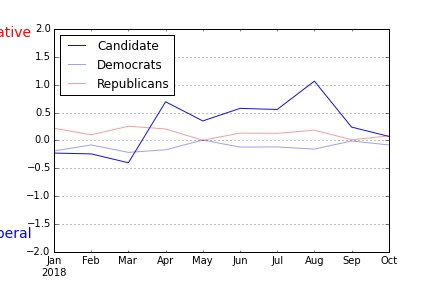 2.0
ative
Candidate
Democrats
Republicans
1.5
1.0
0.5
0.0
−0.5
−1.0
−1.5
peral
−2.0
Jan Feb Mar Apr May Jun Jul Aug Sep Oct
2018